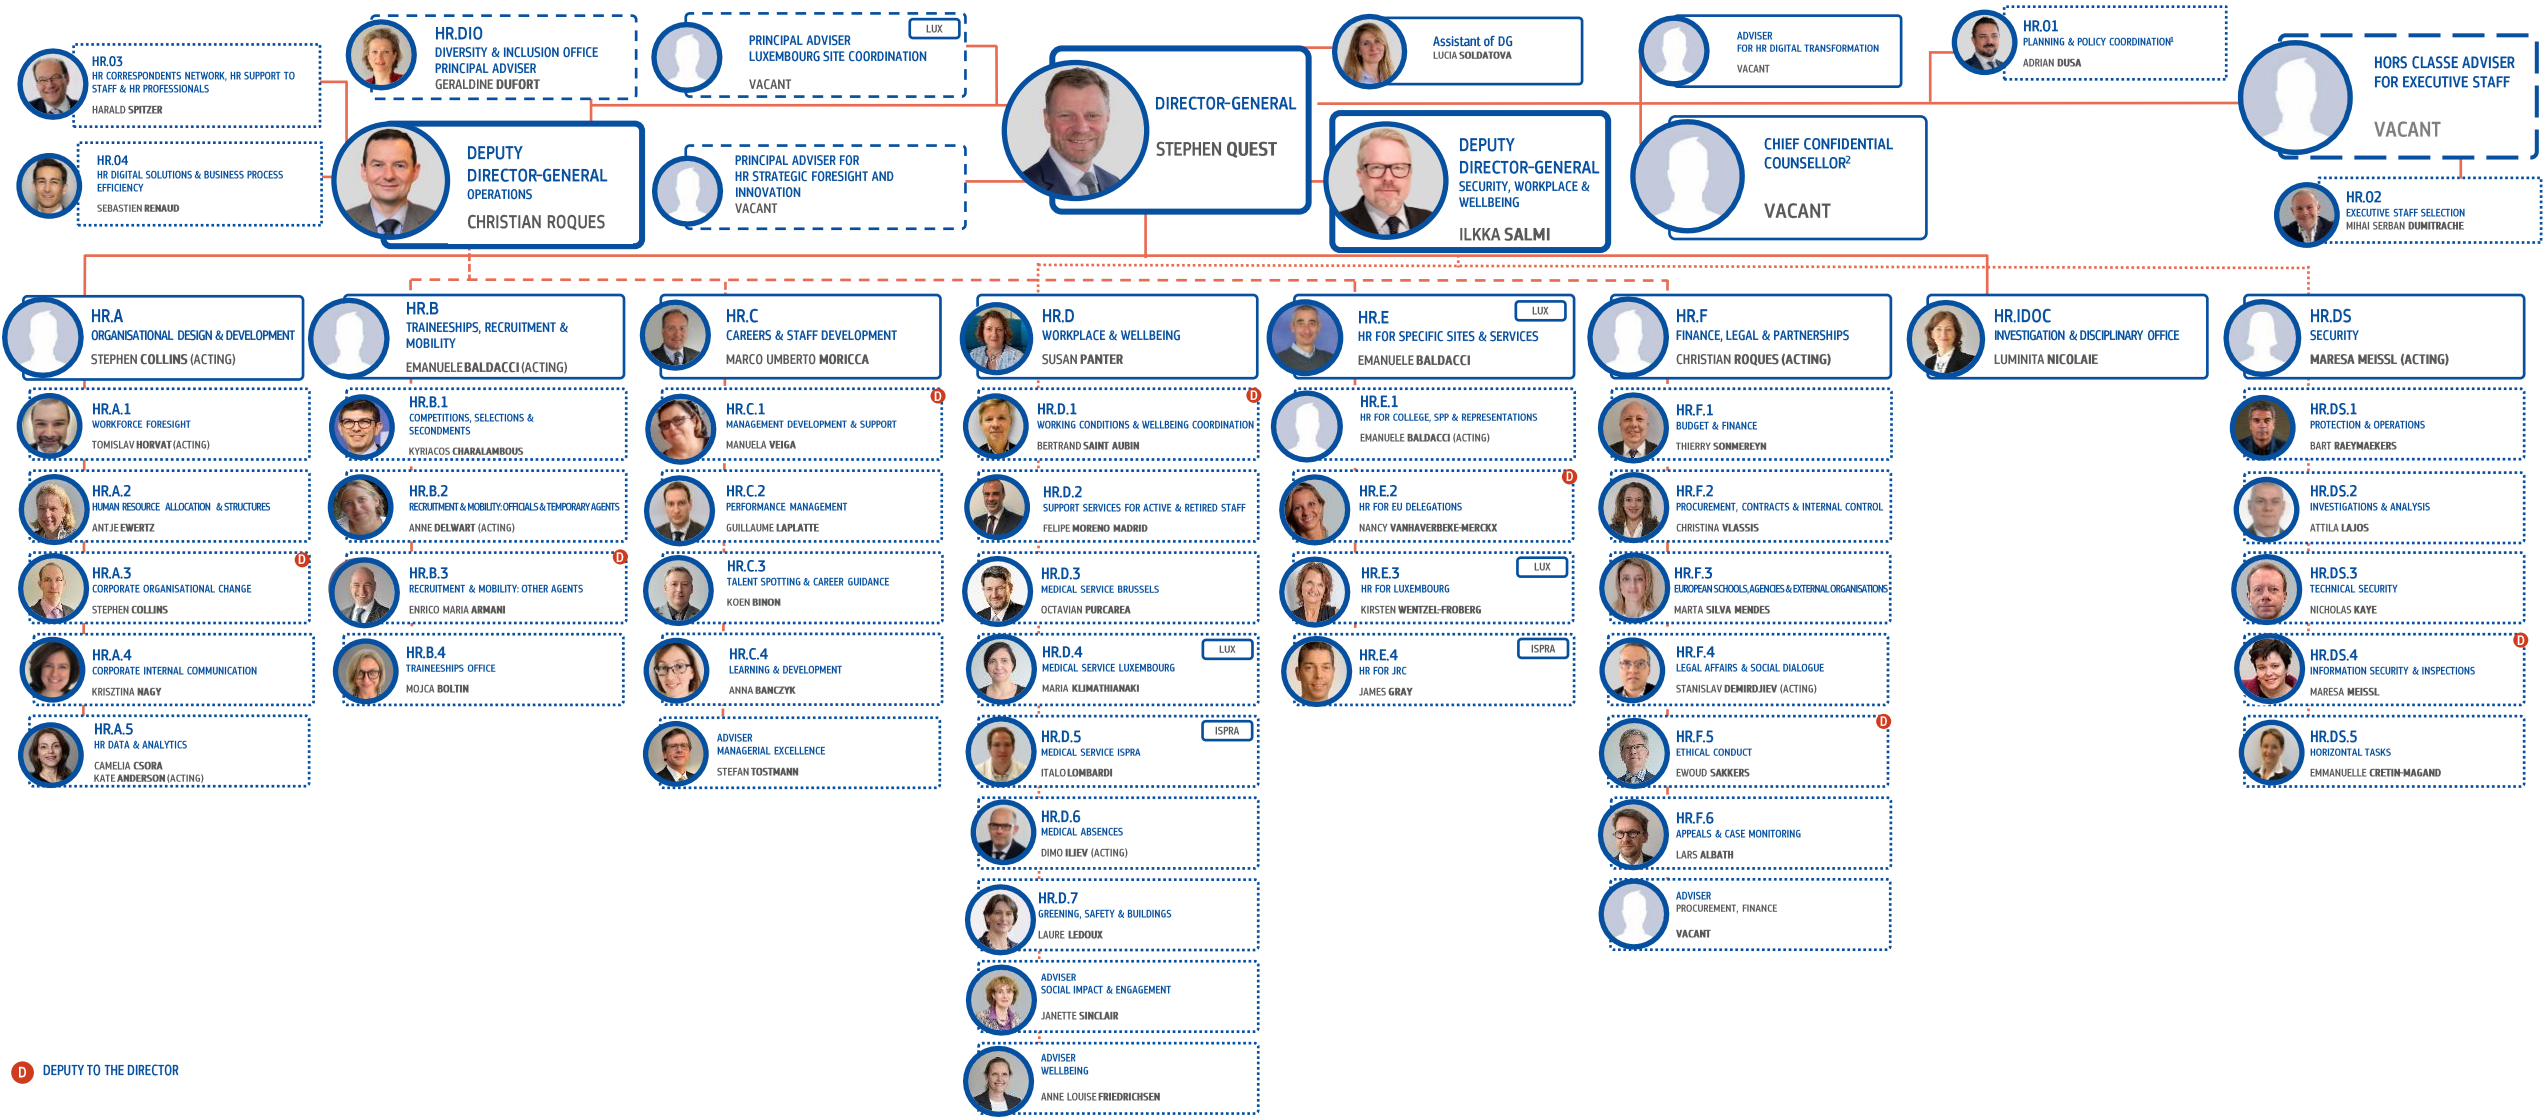 HR.03
HR CORRESPONDENTS NETWORK, HR SUPPORT TO
STAFF & HR PROFESSIONALS
HARALD SPITZER
HR.04
HR DIGITAL SOLUTIONS & BUSINESS PROCESS
EFFICIENCY
SEBASTIEN RENAUD
HR.DIO
DIVERSITY & INCLUSION OFFICE
PRINCIPAL ADVISER
GERALDINE DUFORT
DEPUTY
DIRECTOR-GENERAL
OPERATIONS
CHRISTIAN ROQUES
LUX
PRINCIPAL ADVISER
LUXEMBOURG SITE COORDINATION
VACANT
PRINCIPAL ADVISER FOR
HR STRATEGIC FORESIGHT AND
INNOVATION
VACANT
DIRECTOR-GENERAL
STEPHEN QUEST
Assistant of DG
LUCIA SOLDATOVA
DEPUTY
DIRECTOR-GENERAL
SECURITY, WORKPLACE &
WELLBEING
ILKKA SALMI
ADVISER
FOR HR DIGITAL TRANSFORMATION
VACANT
CHIEF CONFIDENTIAL
COUNSELLOR²
VACANT
HR.01
PLANNING & POLICY COORDINATION¹
ADRIAN DUSA
HORS CLASSE ADVISER
FOR EXECUTIVE STAFF
VACANT
HR.02
EXECUTIVE STAFF SELECTION
MIHAI SERBAN DUMITRACHE
HR.A
ORGANISATIONAL DESIGN & DEVELOPMENT
STEPHEN COLLINS (ACTING)
HR.A.1
WORKFORCE FORESIGHT
TOMISLAV HORVAT (ACTING)
HR.A.2
HUMAN RESOURCE ALLOCATION & STRUCTURES
ANTJE EWERTZ
D
HR.A.3
CORPORATE ORGANISATIONAL CHANGE
STEPHEN COLLINS
HR.A.4
CORPORATE INTERNAL COMMUNICATION
KRISZTINA NAGY
HR.A.5
HR DATA & ANALYTICS
CAMELIA CSORA
KATE ANDERSON (ACTING)
HR.B
TRAINEESHIPS, RECRUITMENT &
MOBILITY
EMANUELE BALDACCI (ACTING)
HR.B.1
COMPETITIONS, SELECTIONS &
SECONDMENTS
KYRIACOS CHARALAMBOUS
HR.B.2
RECRUITMENT & MOBILITY: OFFICIALS & TEMPORARY AGENTS
ANNE DELWART (ACTING)
D
HR.B.3
RECRUITMENT & MOBILITY: OTHER AGENTS
ENRICO MARIA ARMANI
HR.B.4
TRAINEESHIPS OFFICE
MOJCA BOLTIN
HR.C
CAREERS & STAFF DEVELOPMENT
MARCO UMBERTO MORICCA
D
HR.C.1
MANAGEMENT DEVELOPMENT & SUPPORT
MANUELA VEIGA
HR.C.2
PERFORMANCE MANAGEMENT
GUILLAUME LAPLATTE
HR.C.3
TALENT SPOTTING & CAREER GUIDANCE
KOEN BINON
HR.C.4
LEARNING & DEVELOPMENT
ANNA BANCZYK
ADVISER
MANAGERIAL EXCELLENCE
STEFAN TOSTMANN
HR.D
WORKPLACE & WELLBEING
SUSAN PANTER
D
HR.D.1
WORKING CONDITIONS & WELLBEING COORDINATION
BERTRAND SAINT AUBIN
HR.D.2
SUPPORT SERVICES FOR ACTIVE & RETIRED STAFF
FELIPE MORENO MADRID
HR.D.3
MEDICAL SERVICE BRUSSELS
OCTAVIAN PURCAREA
LUX
HR.D.4
MEDICAL SERVICE LUXEMBOURG
MARIA KLIMATHIANAKI
ISPRA
HR.D.5
MEDICAL SERVICE ISPRA
ITALO LOMBARDI
HR.D.6
MEDICAL ABSENCES
DIMO ILIEV (ACTING)
HR.D.7
GREENING, SAFETY & BUILDINGS
LAURE LEDOUX
ADVISER
SOCIAL IMPACT & ENGAGEMENT
JANETTE SINCLAIR
ADVISER
WELLBEING
ANNE LOUISE FRIEDRICHSEN
LUX
HR.E
HR FOR SPECIFIC SITES & SERVICES
EMANUELE BALDACCI
HR.E.1
HR FOR COLLEGE, SPP & REPRESENTATIONS
EMANUELE BALDACCI (ACTING)
D
HR.E.2
HR FOR EU DELEGATIONS
NANCY VANHAVERBEKE-MERCKX
LUX
HR.E.3
HR FOR LUXEMBOURG
KIRSTEN WENTZEL-FROBERG
ISPRA
HR.E.4
HR FOR JRC
JAMES GRAY
HR.F
FINANCE, LEGAL & PARTNERSHIPS
CHRISTIAN ROQUES (ACTING)
HR.F.1
BUDGET & FINANCE
THIERRY SONMEREYN
HR.F.2
PROCUREMENT, CONTRACTS & INTERNAL CONTROL
CHRISTINA VLASSIS
HR.F.3
EUROPEAN SCHOOLS, AGENCIES & EXTERNAL ORGANISATIONS
MARTA SILVA MENDES
HR.F.4
LEGAL AFFAIRS & SOCIAL DIALOGUE
STANISLAV DEMIRDJIEV (ACTING)
D
HR.F.5
ETHICAL CONDUCT
EWOUD SAKKERS
HR.F.6
APPEALS & CASE MONITORING
LARS ALBATH
ADVISER
PROCUREMENT, FINANCE
VACANT
HR.IDOC
INVESTIGATION & DISCIPLINARY OFFICE
LUMINITA NICOLAIE
HR.DS
SECURITY
MARESA MEISSL (ACTING)
HR.DS.1
PROTECTION & OPERATIONS
BART RAEYMAEKERS
HR.DS.2
INVESTIGATIONS & ANALYSIS
ATTILA LAJOS
HR.DS.3
TECHNICAL SECURITY
NICHOLAS KAYE
D
HR.DS.4
INFORMATION SECURITY & INSPECTIONS
MARESA MEISSL
HR.DS.5
HORIZONTAL TASKS
EMMANUELLE CRETIN-MAGAND
D DEPUTY TO THE DIRECTOR